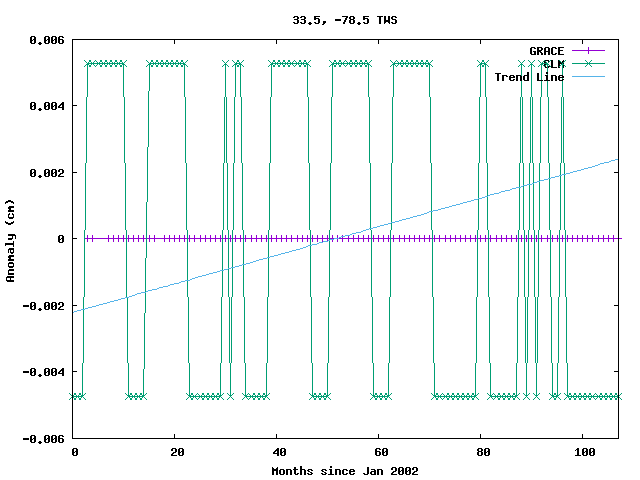 33.5, -78.5 TWS
GRACE
CLM
Trend Line
0.006
0.004
0.002
0
-0.002
-0.004
-0.006
Anomaly (cm)
0 20 40 60 80 100
Months since Jan 2002